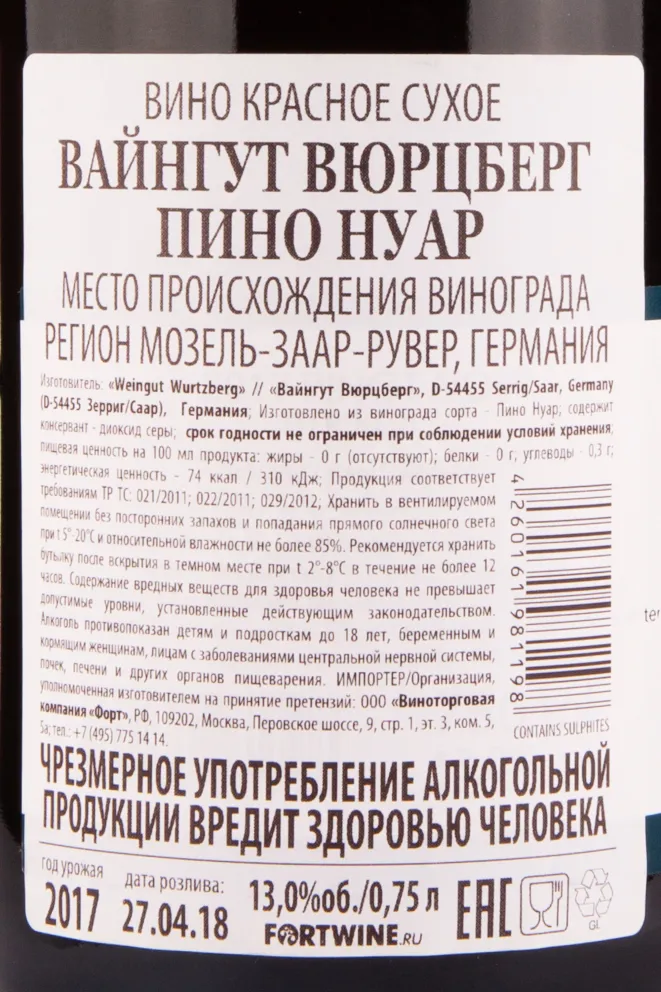 ВИНО КРАСНОЕ СУХОЕ
ВАЙНГУТ ВЮРЦБЕРГ
ПИНО НУАР
МЕСТО ПРОИСХОЖДЕНИЯ ВИНОГРАДА
РЕГИОН МОЗЕЛЬ-ЗААР-РУВЕР, ГЕРМАНИЯ
Изготовитель: «Weingut Wurtzberg» // «Вайнгут Вюрцберг», D-54455 Serrig/Saar, Germany
(D-54455 Зерриг/Саар), Германия; Изготовлено из винограда сорта - Пино Нуар; содержит
консервант - диоксид серы; срок годности не ограничен при соблюдении условий хранения;
пищевая ценность на 100 мл продукта: жиры - 0 г (отсутствуют); белки - 0 г; углеводы - 0,3 г;
энергетическая ценность - 74 ккал / 310 кДж; Продукция соответствует
требованиям ТР ТС: 021/2011; 022/2011; 029/2012, Хранить в вентилируемом
помещении без посторонних запахов и попадания прямого солнечного света
при t 5°-20°С и относительной влажности не более 85%. Рекомендуется хранить
бутылку после вскрытия в темном месте при t 2°-8°С в течение не более 12
часов. Содержание вредных веществ для здоровья человека не превышает
допустимые уровни, установленные действующим законодательством.
Алкоголь противопоказан детям и подросткам до 18 лет, беременным и
кормящим женщинам, лицам с заболеваниями центральной нервной системы,
почек, печени и других органов пищеварения. ИМПОРТЕР/Организация,
уполномоченная изготовителем на принятие претензий: ООО «Виноторговая
компания «Форт», РФ, 109202, Москва, Перовское шоссе, 9, стр. 1, эт. 3, ком. 5,
5а; тел.: +7 (495) 775 14 14.
4 260161 981198
CONTAINS SULPHITES
ЧРЕЗМЕРНОЕ УПОТРЕБЛЕНИЕ АЛКОГОЛЬНОЙ
ПРОДУКЦИИ ВРЕДИТ ЗДОРОВЬЮ ЧЕЛОВЕКА
год урожая
2017
дата розлива:
27.04.18
13,0%об./0,75 л
FORTWINE.RU
EAC
GL